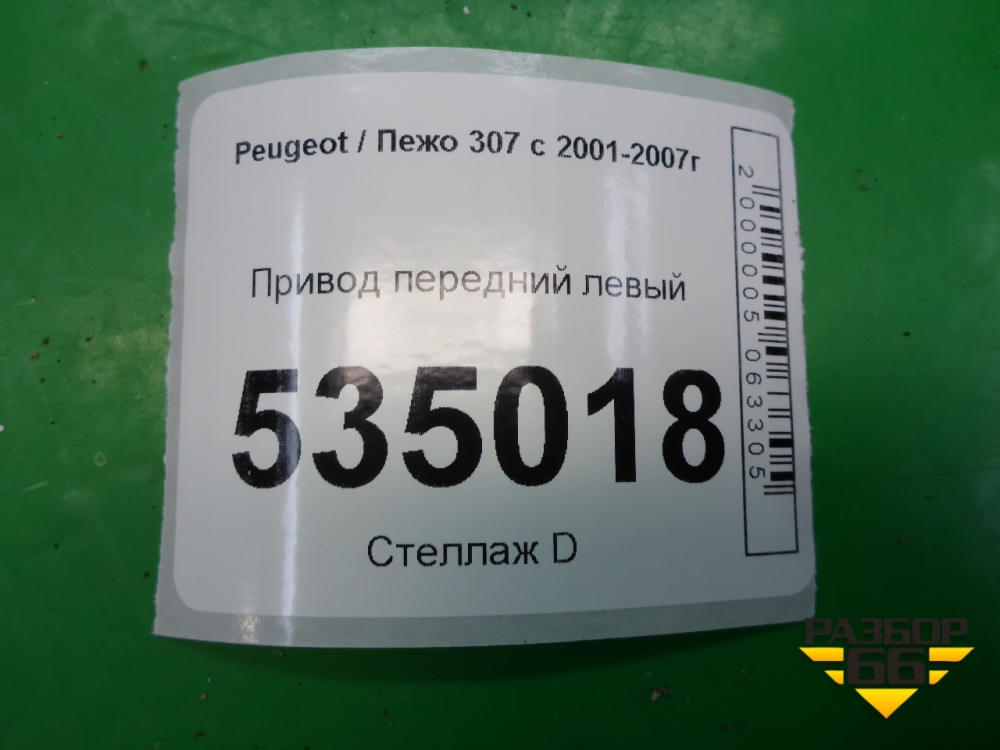 Peugeot / Пежо 307 с 2001-2007г
Привод передний левый
535018
Стеллаж D
2000005063305
РАЗБОР
66